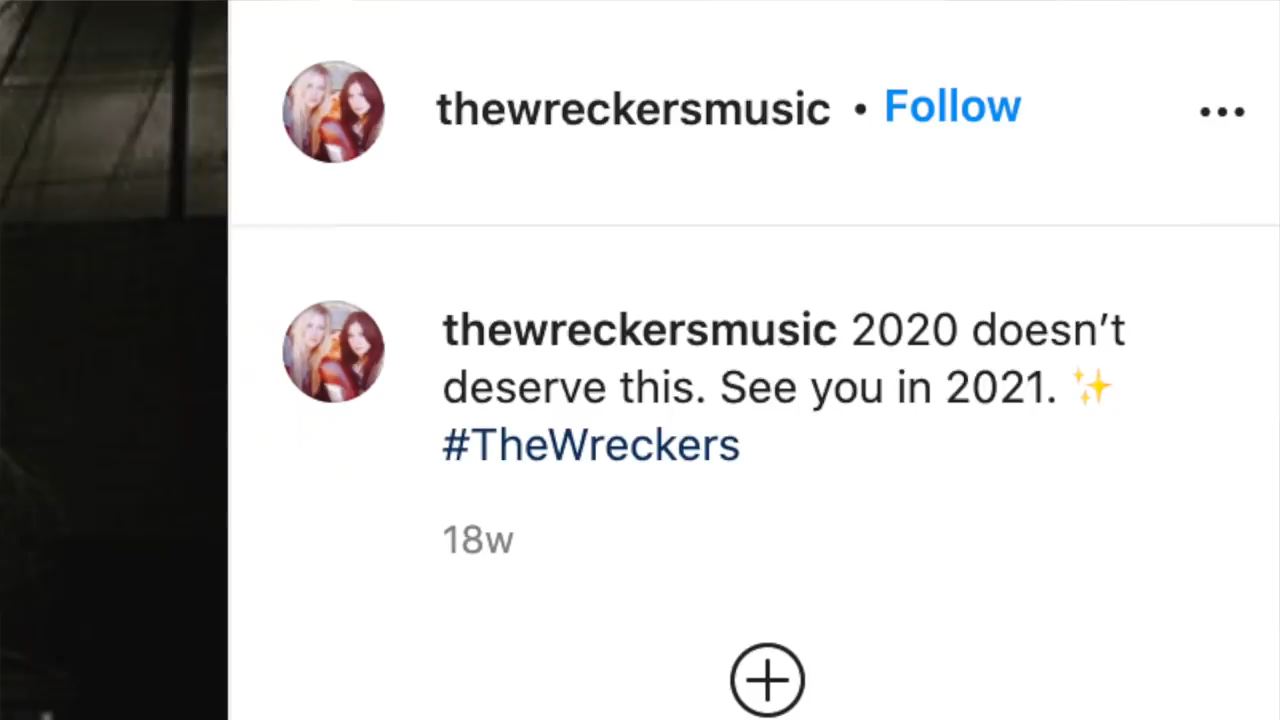 thewreckersmusic • Follow
thewreckersmusic 2020 doesn’t
deserve this. See you in 2021. ✨
#TheWreckers
18w